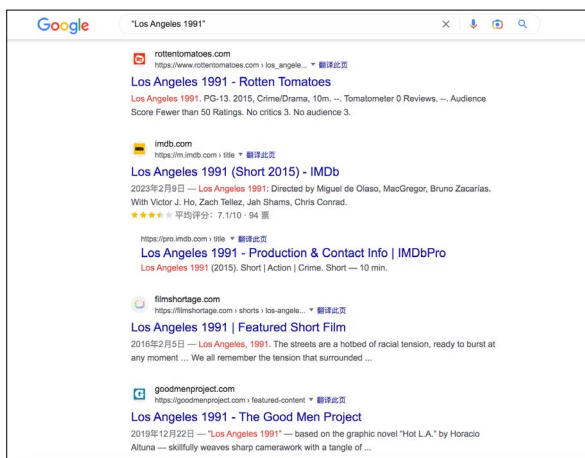 Google "Los Angeles 1991"
rottentomatoes.com
https://www.rottentomatoes.com › los_angele... ▼ 翻译此页
Los Angeles 1991 - Rotten Tomatoes
Los Angeles 1991. PG-13. 2015, Crime/Drama, 10m. --. Tomatometer 0 Reviews. --. Audience
Score Fewer than 50 Ratings. No critics 3. No audience 3.
imdb.com
https://m.imdb.com › title ▼ 翻译此页
Los Angeles 1991 (Short 2015) - IMDb
2023年2月9日 — Los Angeles 1991: Directed by Miguel de Olaso, MacGregor, Bruno Zacarías.
With Victor J. Ho, Zach Tellez, Jah Shams, Chris Conrad.
★★★★★ 平均评分：7.1/10 · 94 票
https://pro.imdb.com › title ▼ 翻译此页
Los Angeles 1991 - Production & Contact Info | IMDbPro
Los Angeles 1991 (2015). Short | Action | Crime. Short — 10 min.
filmshortage.com
https://filmshortage.com › shorts › los-angele... ▼ 翻译此页
Los Angeles 1991 | Featured Short Film
2016年2月5日 — Los Angeles, 1991. The streets are a hotbed of racial tension, ready to burst at
any moment ... We all remember the tension that surrounded ...
goodmenproject.com
https://goodmenproject.com › featured-content ▼ 翻译此页
Los Angeles 1991 - The Good Men Project
2019年12月22日 — "Los Angeles 1991" — based on the graphic novel "Hot L.A." by Horacio
Altuna — skillfully weaves sharp camerawork with a tangle of ...